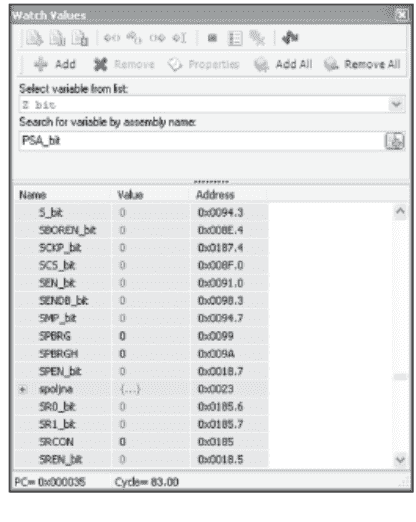 Watch Values
Add Remove Properties Add All Remove All
Select variable from list:
Z bit
Search for variable by assembly name:
PSA_bit
Name Value Address
S_bit 0 0x0094.3
SBOREN_bit 0 0x008E.4
SCKP_bit 0 0x0187.4
SCS_bit 0 0x008F.0
SEN_bit 0 0x0091.0
SENDB_bit 0 0x0098.3
SMP_bit 0 0x0094.7
SPBRG 0 0x0099
SPBRGH 0 0x009A
SPEN_bit 0 0x0018.7
+ spoljna {...} 0x0023
SR0_bit 0 0x0185.6
SR1_bit 0 0x0185.7
SRCON 0 0x0185
SREN_bit 0 0x0018.5
PC= 0x000035 Cycle= 83.00